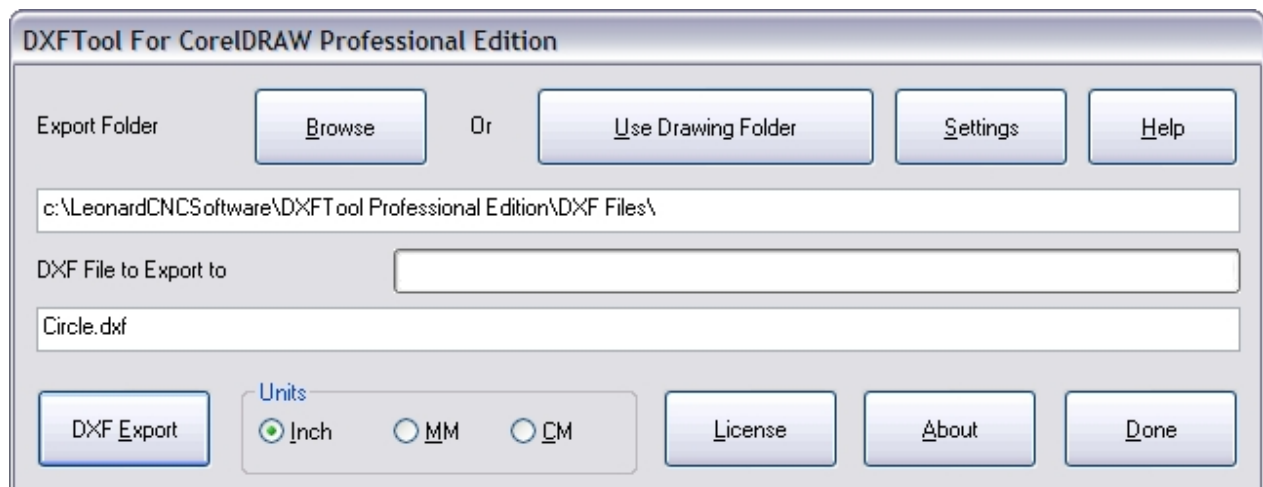 DXFTool For CorelDRAW Professional Edition
Export Folder Browse Or Use Drawing Folder Settings Help
c:\LeonardCNCSoftware\DXFTool Professional Edition\DXF Files\
DXF File to Export to
Circle.dxf
Units
DXF Export Inch MM CM License About Done